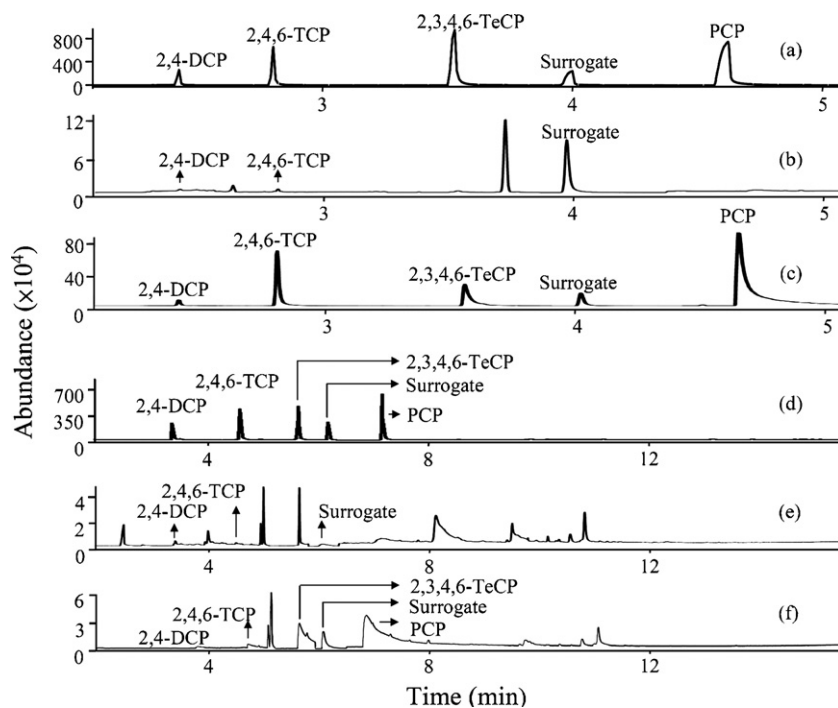 2,3,4,6-TeCP
PCP
2,4,6-TCP
(a)
800
400
0
2,4-DCP
Surrogate
3
4
5
12
6
0
2,4-DCP
2,4,6-TCP
Surrogate
(b)
3
4
5
80
40
0
2,4-DCP
2,4,6-TCP
2,3,4,6-TeCP
Surrogate
PCP
(c)
3
4
5
Abundance (×10⁴)
700
350
0
2,4-DCP
2,4,6-TCP
2,3,4,6-TeCP
Surrogate
PCP
(d)
4
8
12
4
2
0
2,4-DCP
2,4,6-TCP
Surrogate
(e)
4
8
12
6
3
0
2,4-DCP
2,4,6-TCP
2,3,4,6-TeCP
Surrogate
PCP
(f)
4
8
12
Time (min)